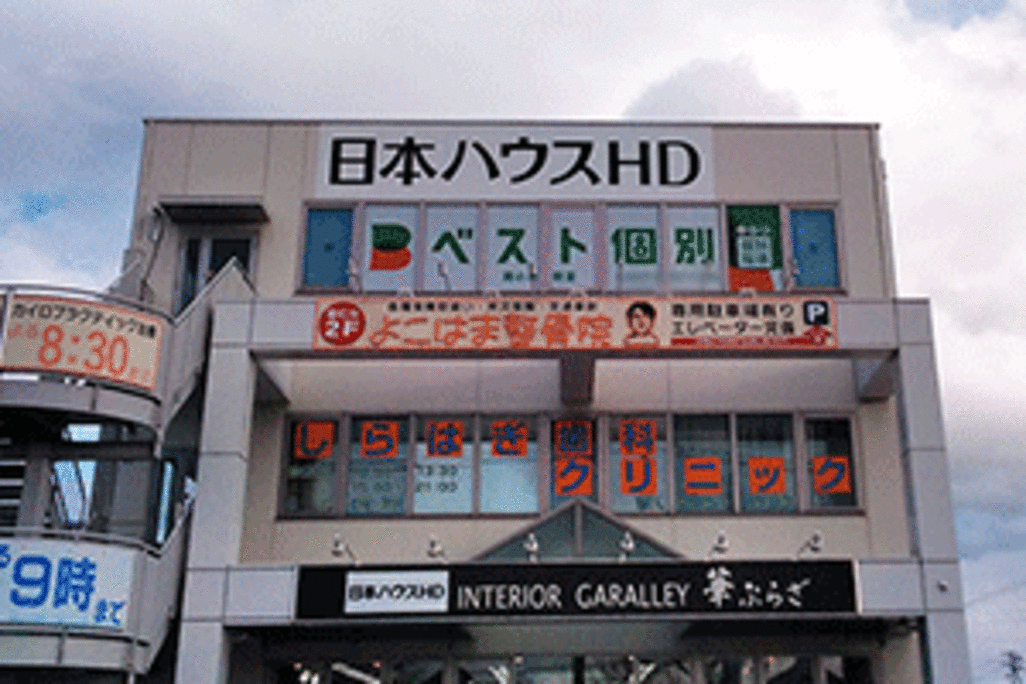 日本ハウスHD
ベスト個別
カイロプラクティック
8:30
2F
よこはま整骨院
専用駐車場有り
エレベーター完備
P
しらはぎ歯科
クリニック
9時まで
日本ハウスHD INTERIOR GARALLEY 華ぷらざ